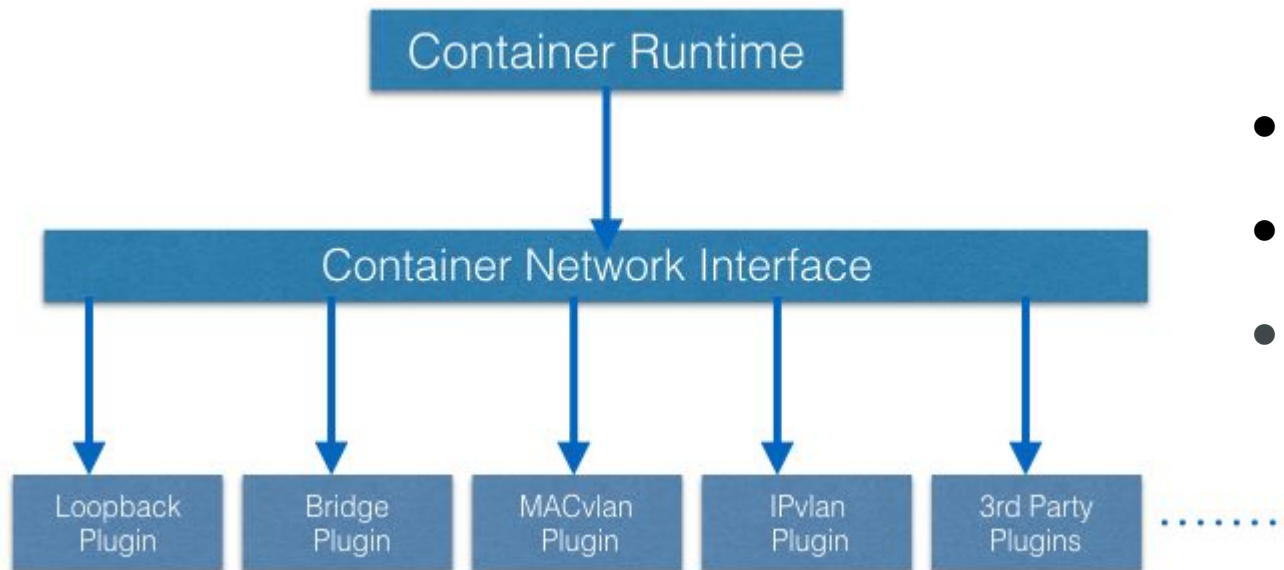 Container Runtime
Container Network Interface
Loopback
Plugin
Bridge
Plugin
MACvlan
Plugin
IPvlan
Plugin
3rd Party
Plugins